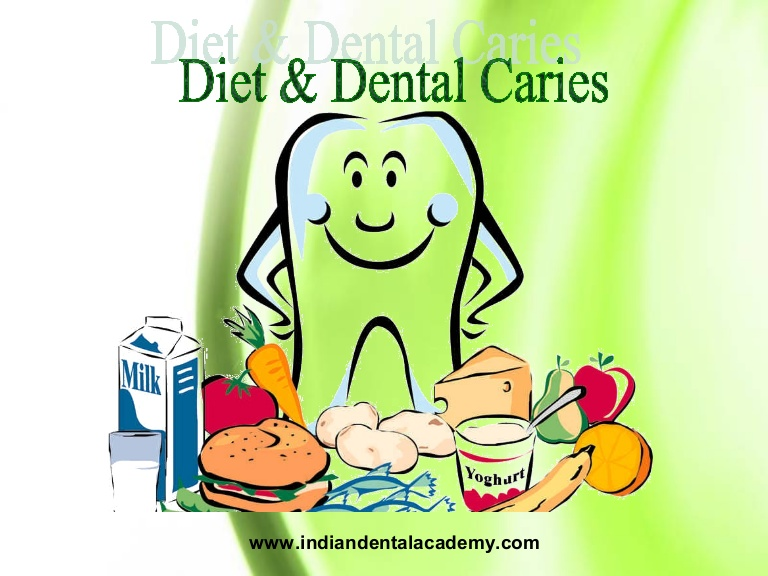 Diet & Dental Caries
Diet & Dental Caries
Milk
Yoghurt
www.indiandentalacademy.com